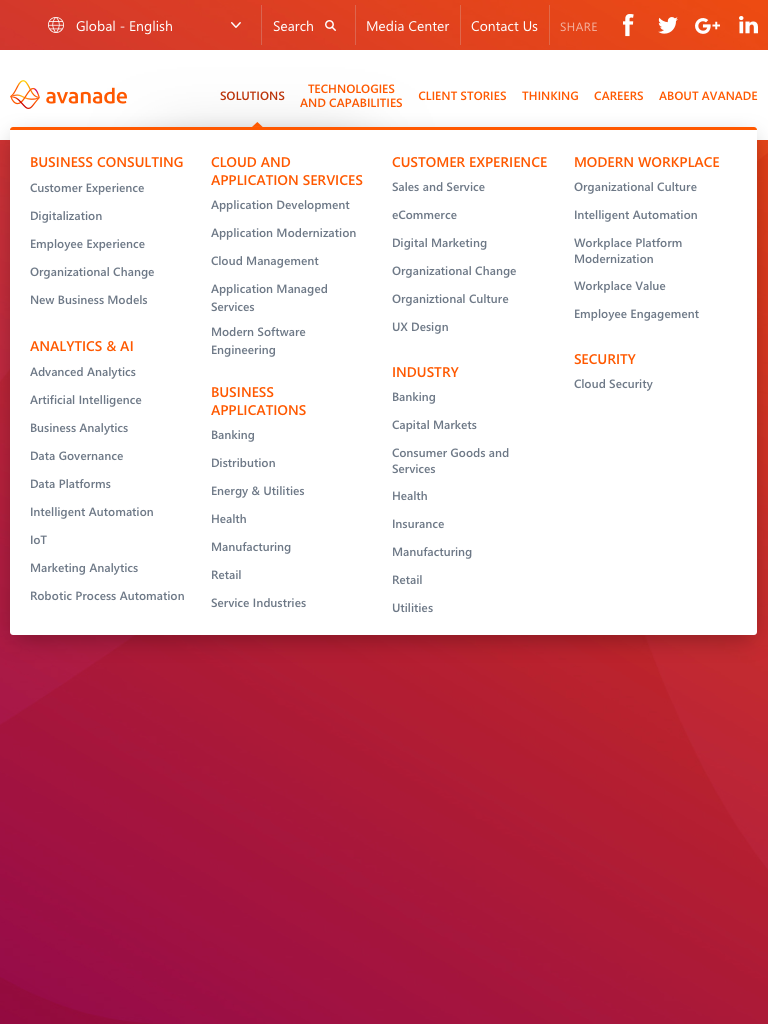 Global - English
Search
Media Center
Contact Us
SHARE
avanade
SOLUTIONS
TECHNOLOGIES
AND CAPABILITIES
CLIENT STORIES
THINKING
CAREERS
ABOUT AVANADE
BUSINESS CONSULTING
Customer Experience
Digitalization
Employee Experience
Organizational Change
New Business Models
ANALYTICS & AI
Advanced Analytics
Artificial Intelligence
Business Analytics
Data Governance
Data Platforms
Intelligent Automation
IoT
Marketing Analytics
Robotic Process Automation
CLOUD AND
APPLICATION SERVICES
Application Development
Application Modernization
Cloud Management
Application Managed
Services
Modern Software
Engineering
BUSINESS
APPLICATIONS
Banking
Distribution
Energy & Utilities
Health
Manufacturing
Retail
Service Industries
CUSTOMER EXPERIENCE
Sales and Service
eCommerce
Digital Marketing
Organizational Change
Organiztional Culture
UX Design
INDUSTRY
Banking
Capital Markets
Consumer Goods and
Services
Health
Insurance
Manufacturing
Retail
Utilities
MODERN WORKPLACE
Organizational Culture
Intelligent Automation
Workplace Platform
Modernization
Workplace Value
Employee Engagement
SECURITY
Cloud Security